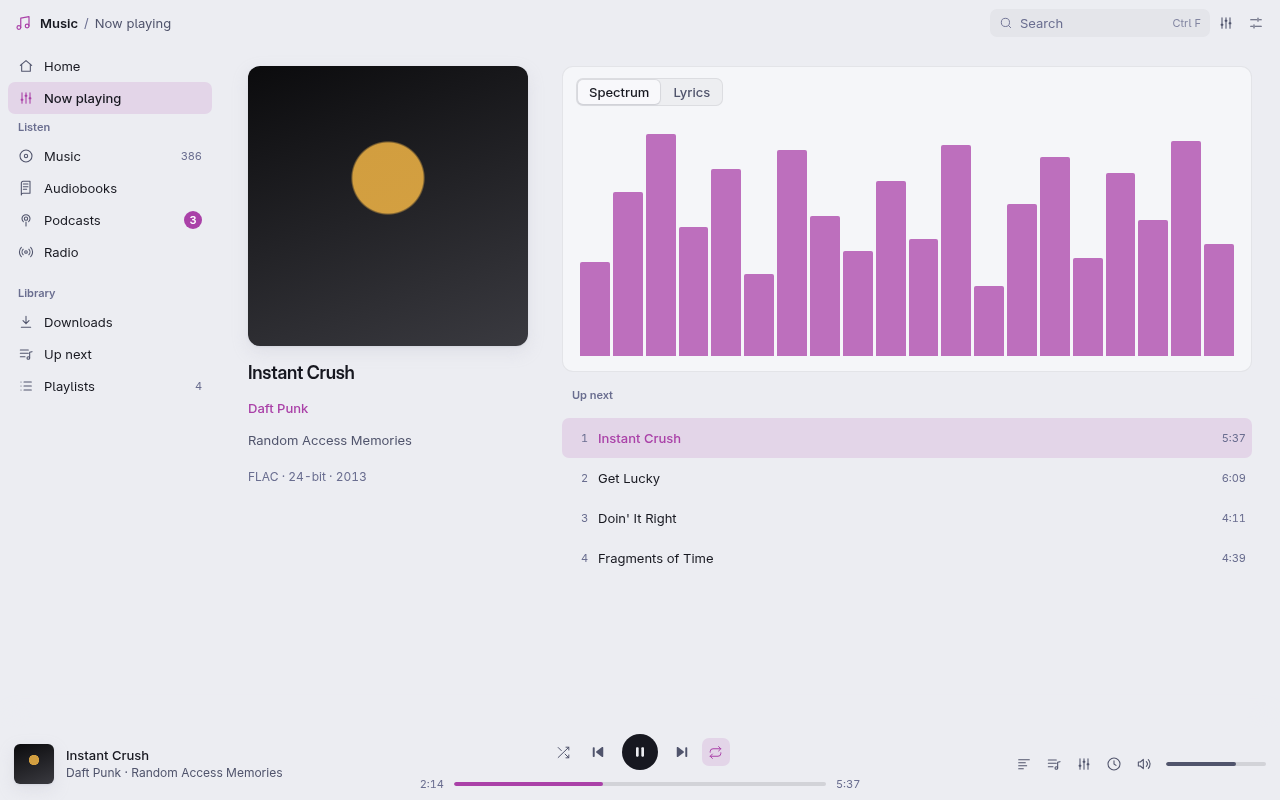 Music / Now playing
Search Ctrl F
Home
Now playing
Listen
Music 386
Audiobooks
Podcasts 3
Radio
Library
Downloads
Up next
Playlists 4
Instant Crush
Daft Punk
Random Access Memories
FLAC · 24-bit · 2013
Spectrum Lyrics
Up next
1 Instant Crush 5:37
2 Get Lucky 6:09
3 Doin' It Right 4:11
4 Fragments of Time 4:39
Instant Crush
Daft Punk · Random Access Memories
2:14 5:37